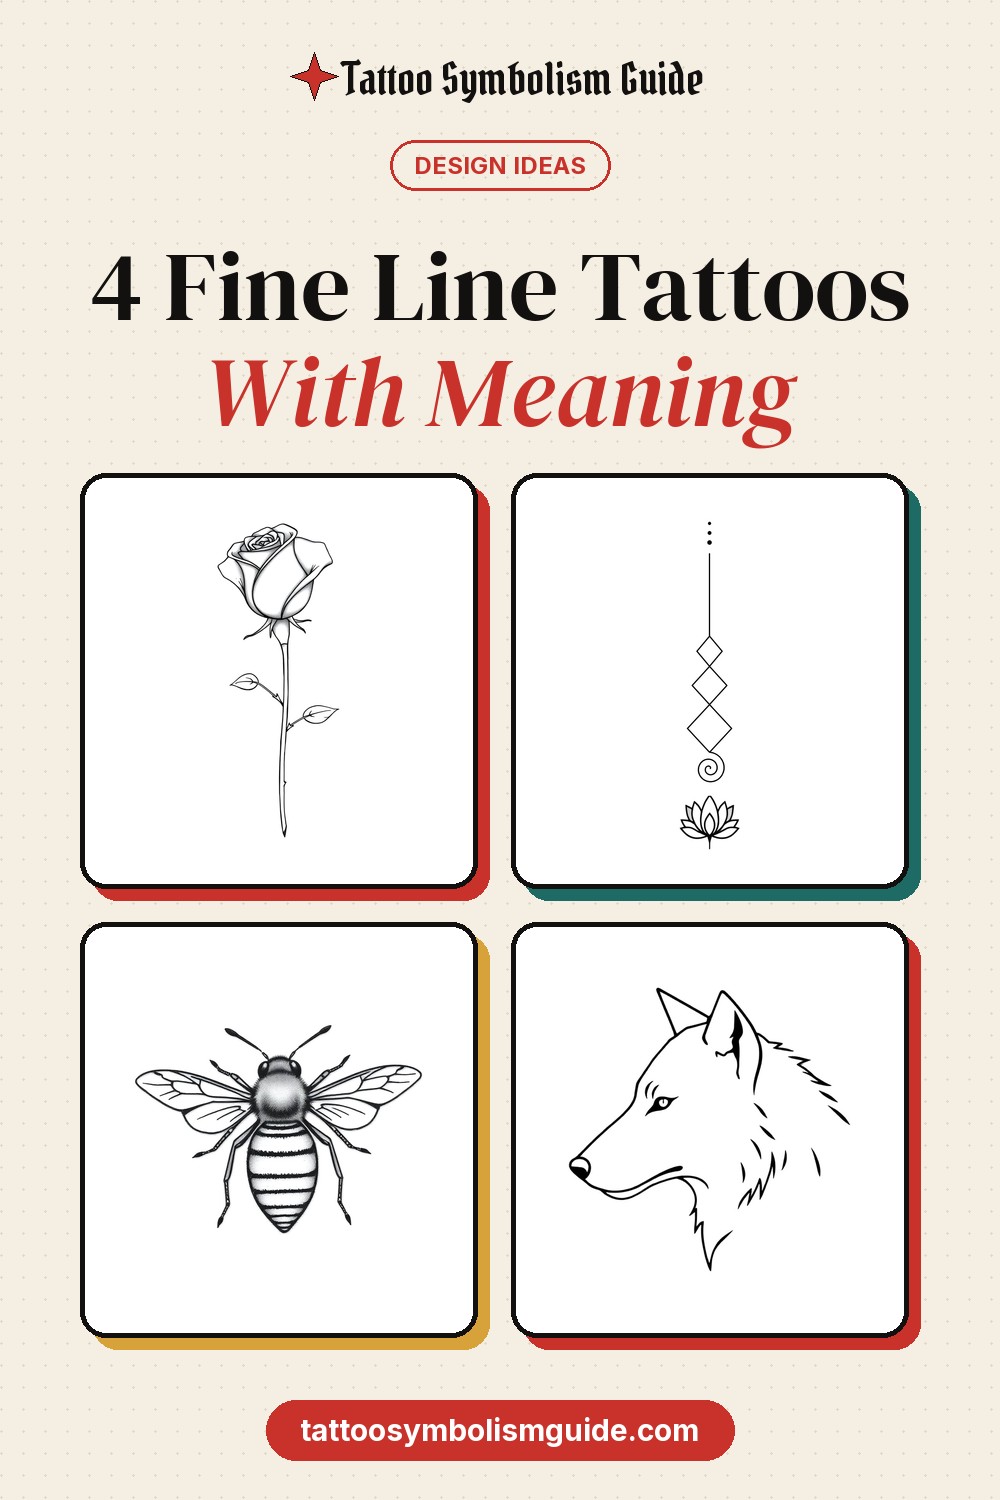 Tattoo Symbolism Guide
DESIGN IDEAS
4 Fine Line Tattoos
With Meaning
tattoosymbolismguide.com